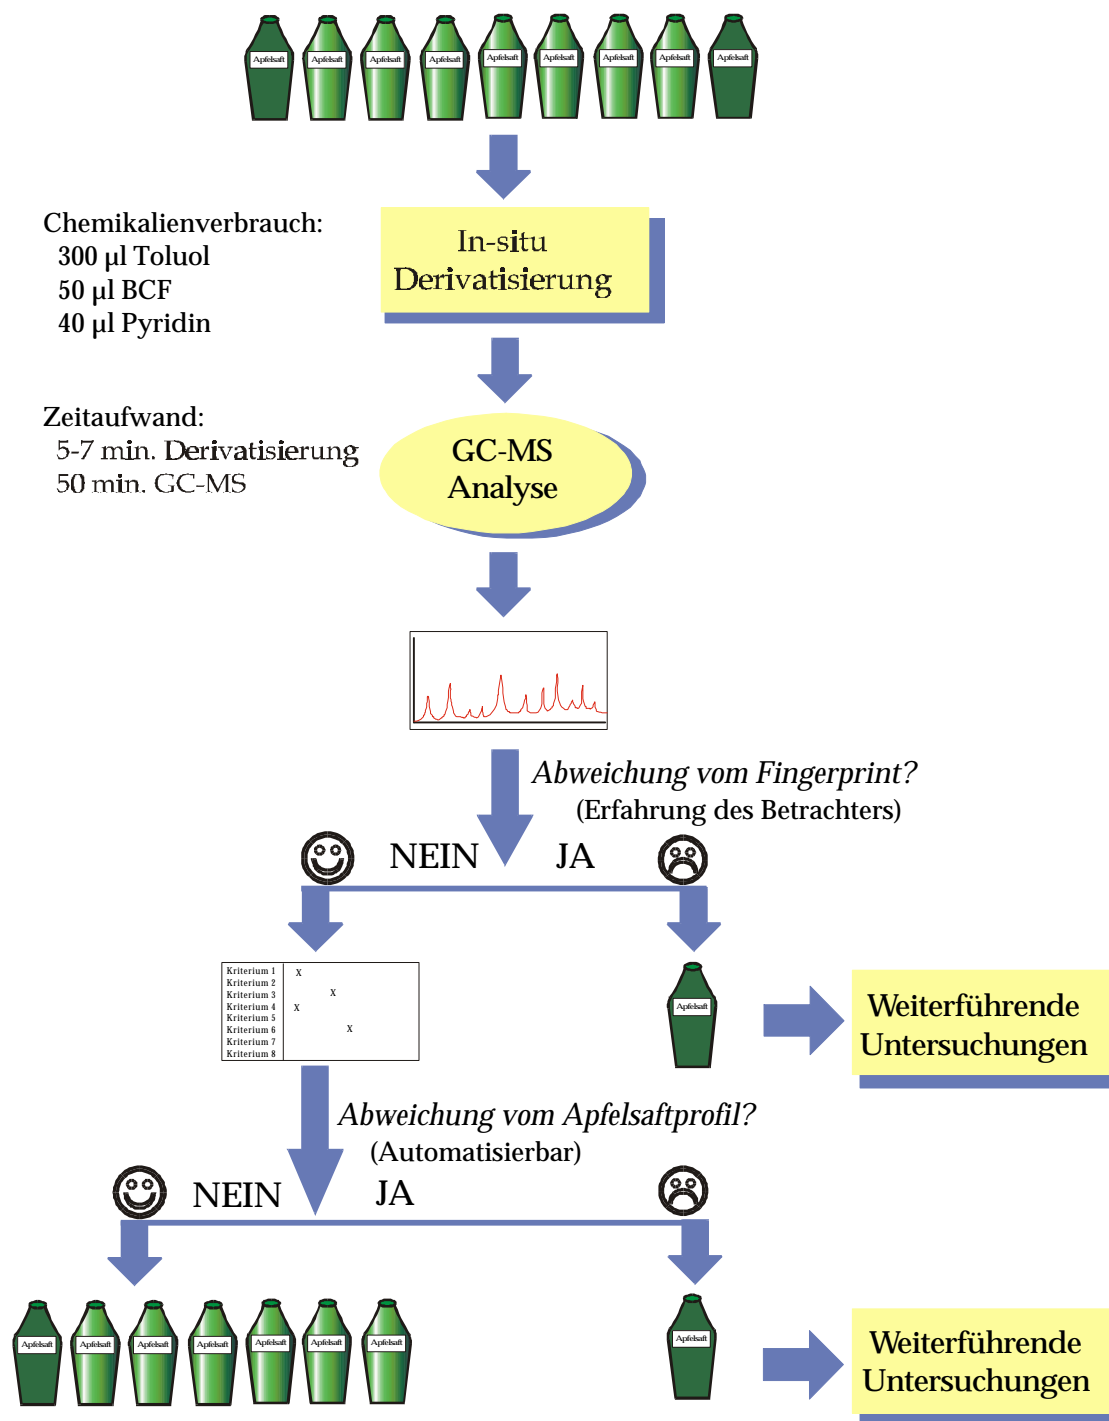 Apfelsaft Apfelsaft Apfelsaft Apfelsaft Apfelsaft Apfelsaft Apfelsaft Apfelsaft Apfelsaft
Chemikalienverbrauch:
300 µl Toluol
50 µl BCF
40 µl Pyridin
In-situ
Derivatisierung
Zeitaufwand:
5-7 min. Derivatisierung
50 min. GC-MS
GC-MS
Analyse
Abweichung vom Fingerprint?
(Erfahrung des Betrachters)
NEIN JA
Kriterium 1 X
Kriterium 2
Kriterium 3 X
Kriterium 4 X
Kriterium 5
Kriterium 6 X
Kriterium 7
Kriterium 8
Apfelsaft
Weiterführende
Untersuchungen
Abweichung vom Apfelsaftprofil?
(Automatisierbar)
NEIN JA
Apfelsaft Apfelsaft Apfelsaft Apfelsaft Apfelsaft Apfelsaft Apfelsaft
Apfelsaft
Weiterführende
Untersuchungen